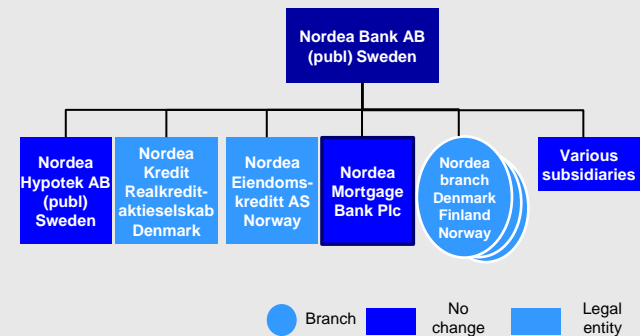 Nordea Bank AB
(publ) Sweden
Nordea
Hypotek AB
(publ)
Sweden
Nordea
Kredit
Realkredit-
aktieselskab
Denmark
Nordea
Eiendoms-
kreditt AS
Norway
Nordea
Mortgage
Bank Plc
Nordea
branch
Denmark
Finland
Norway
Various
subsidiaries
Branch
No
change
Legal
entity